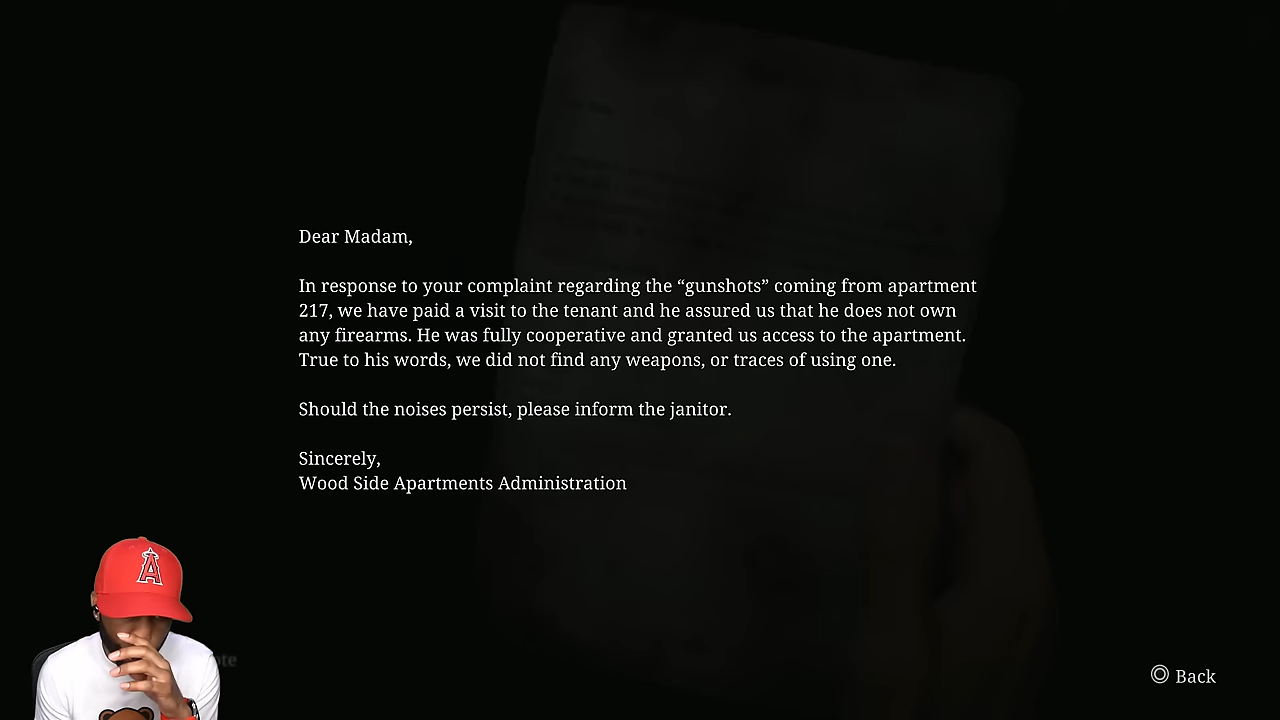 Dear Madam,
In response to your complaint regarding the “gunshots” coming from apartment
217, we have paid a visit to the tenant and he assured us that he does not own
any firearms. He was fully cooperative and granted us access to the apartment.
True to his words, we did not find any weapons, or traces of using one.
Should the noises persist, please inform the janitor.
Sincerely,
Wood Side Apartments Administration
A
Back